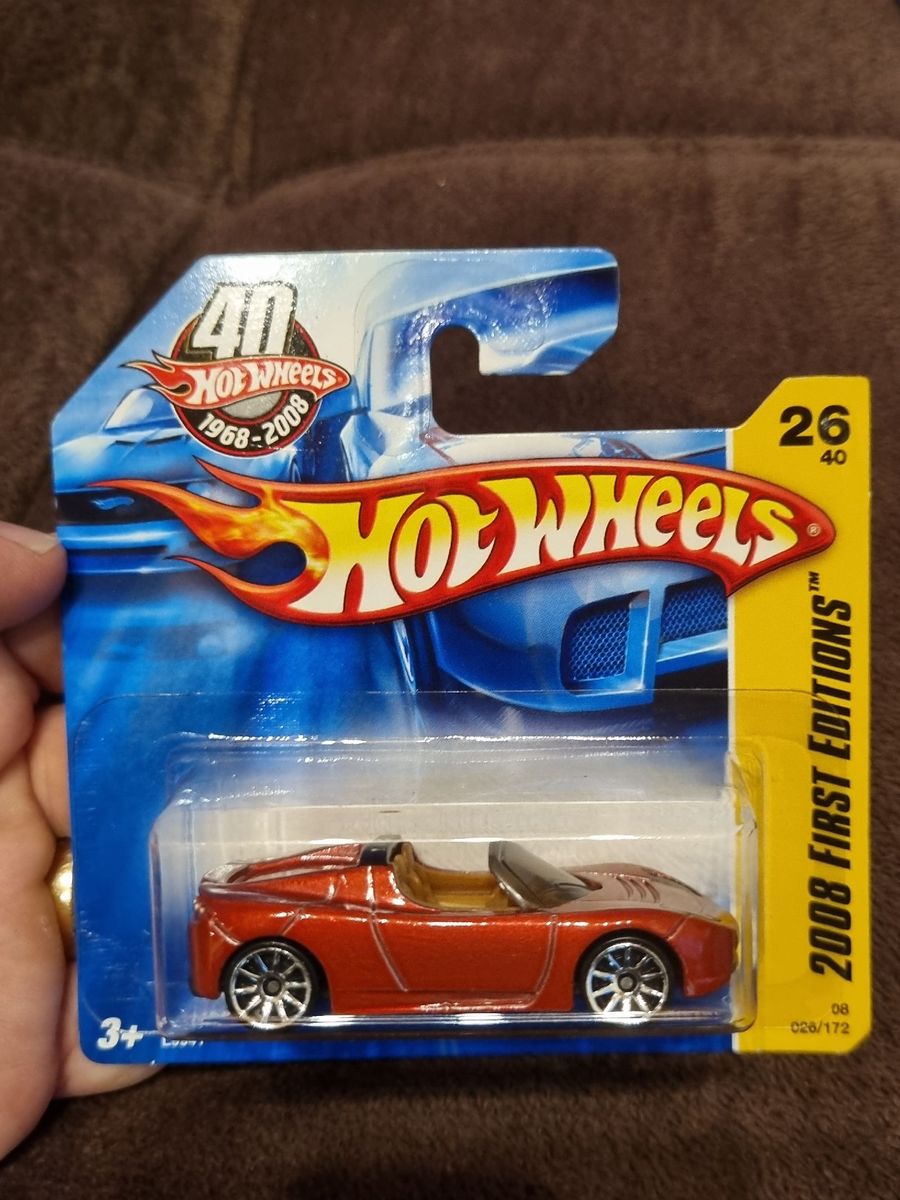 40
HOT WHEELS
1968-2008
26
40
HOT WHEELS®
2008 FIRST EDITIONS™
08
026/172
3+